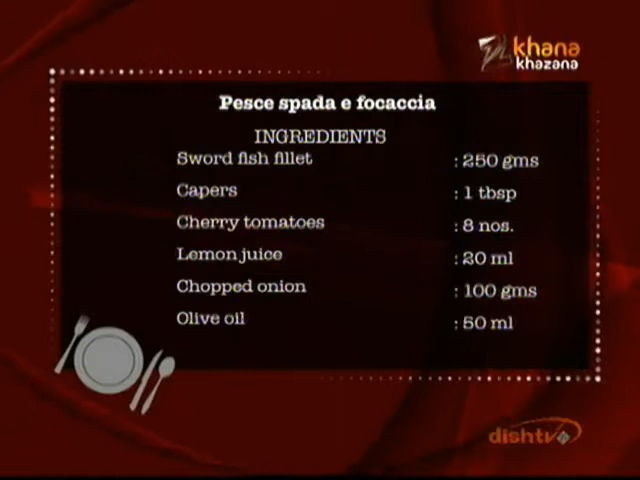 khana
khazana
Pesce spada e focaccia
INGREDIENTS
Sword fish fillet : 250 gms
Capers : 1 tbsp
Cherry tomatoes : 8 nos.
Lemon juice : 20 ml
Chopped onion : 100 gms
Olive oil : 50 ml
dishtv